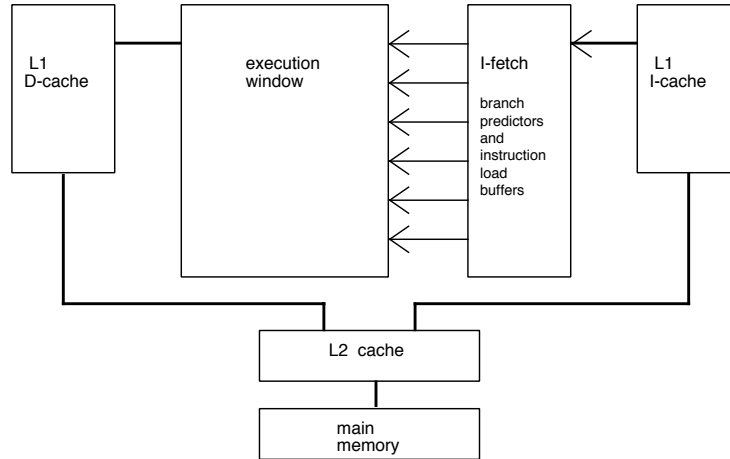 L1
D-cache
execution
window
I-fetch
branch
predictors
and
instruction
load
buffers
L1
I-cache
L2 cache
main
memory